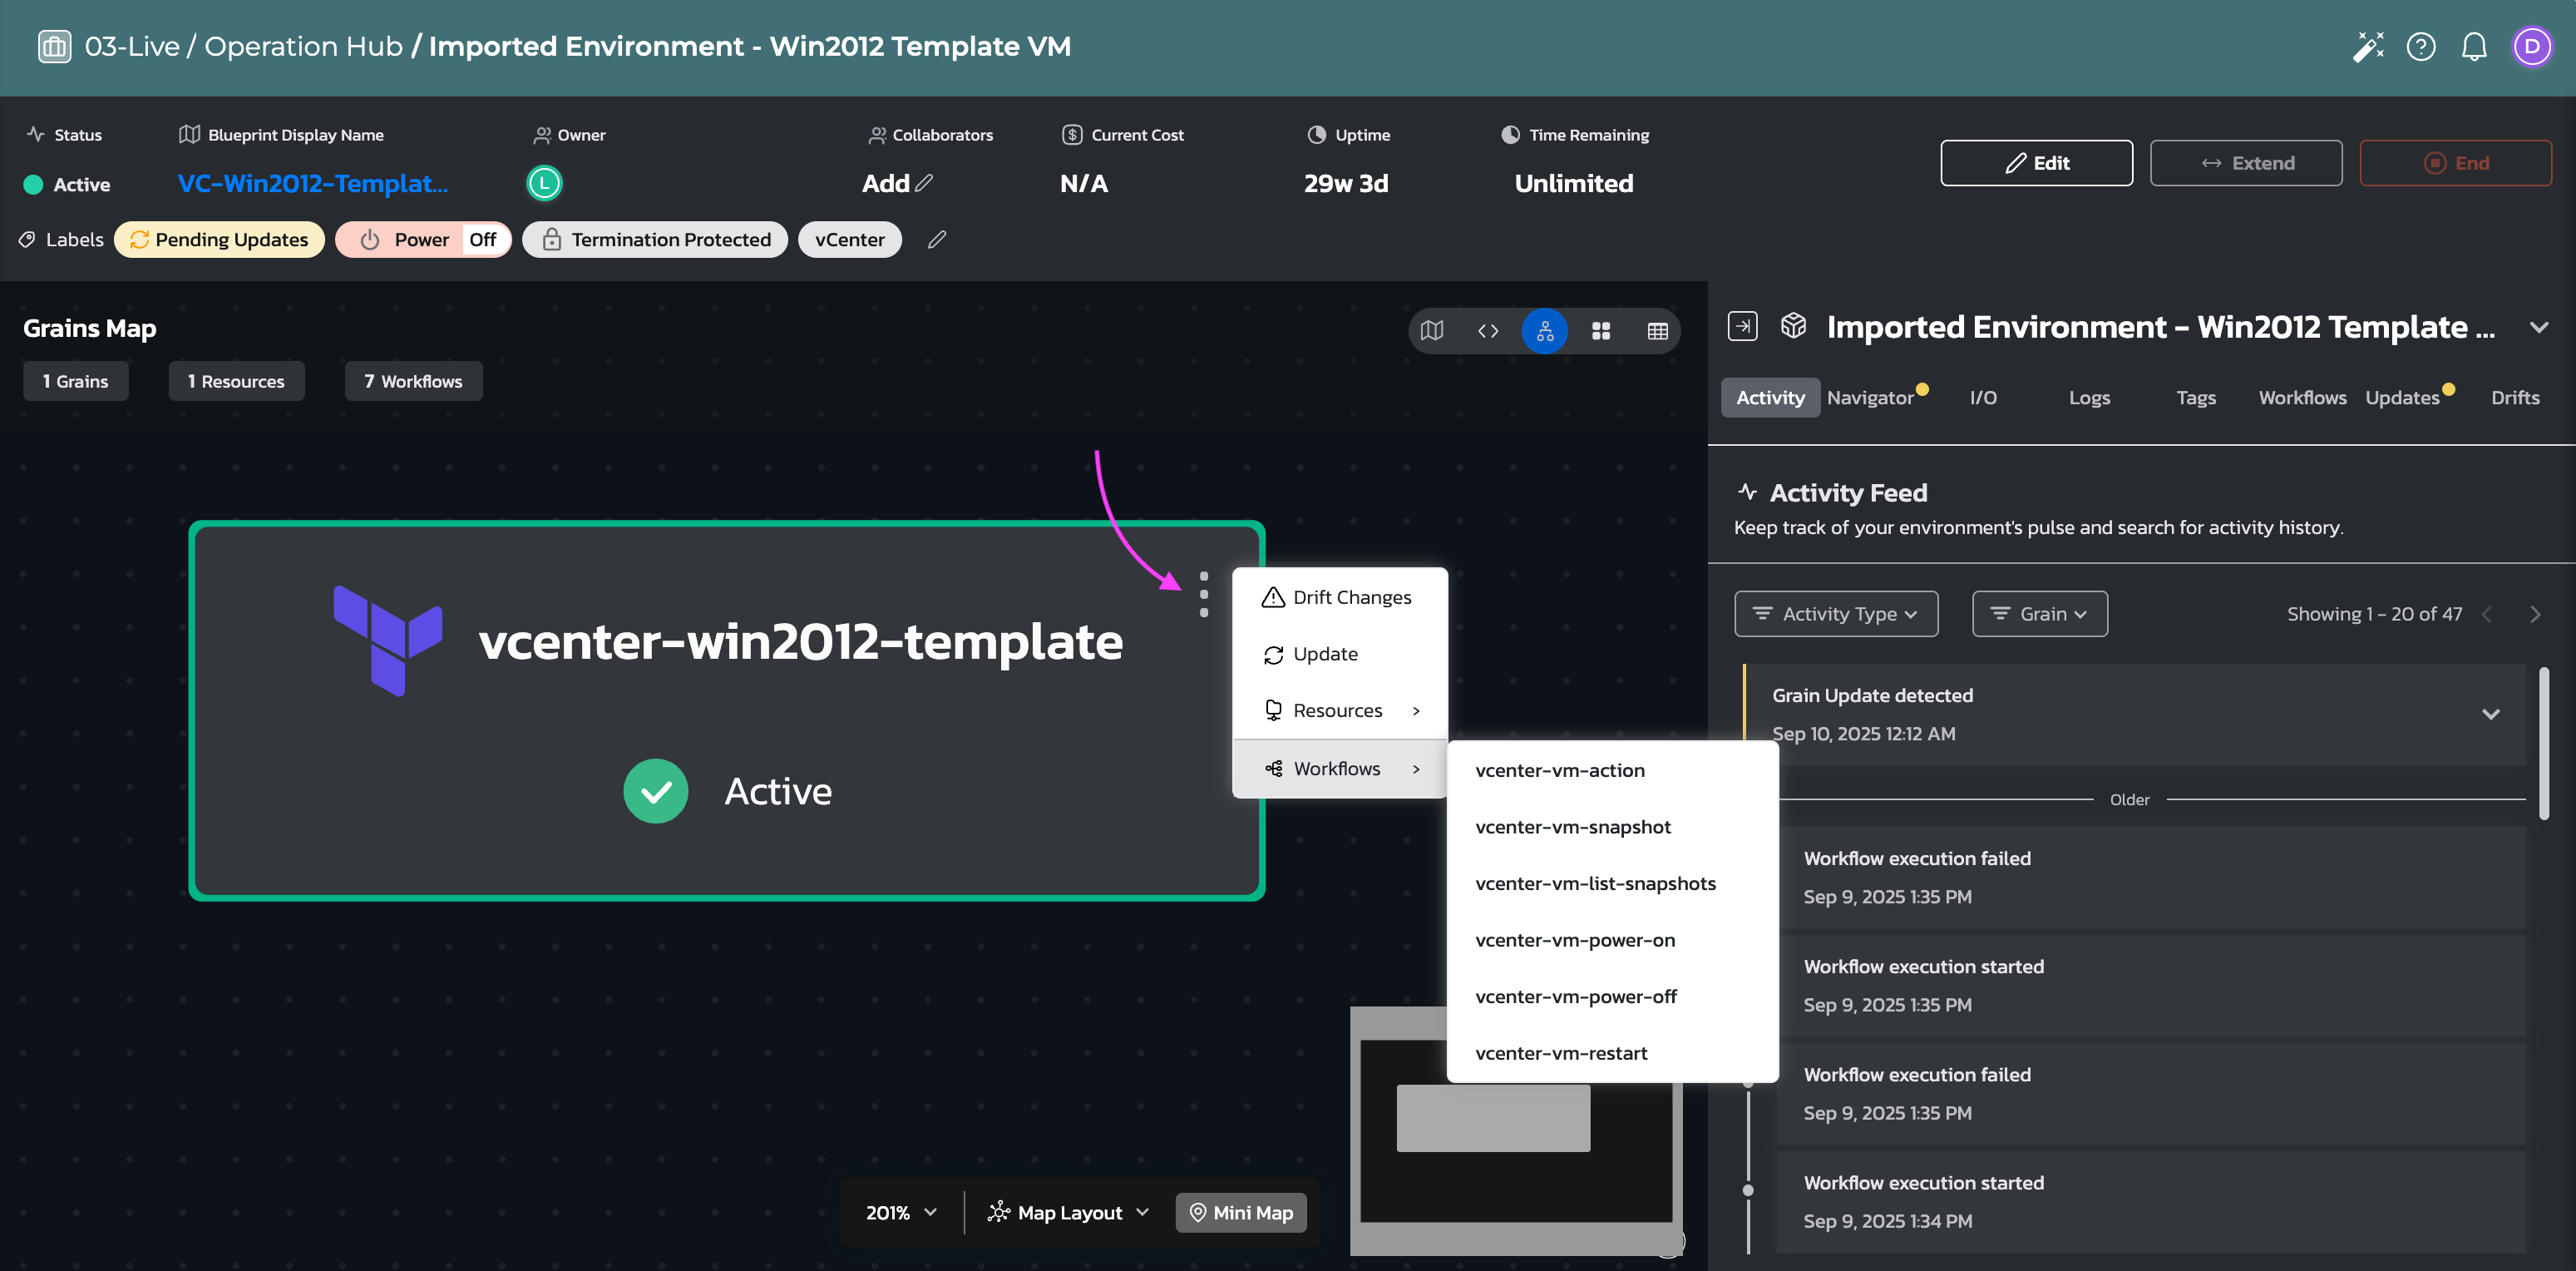 03-Live / Operation Hub / Imported Environment - Win2012 Template VM
D
Status
Blueprint Display Name
Owner
Collaborators
Current Cost
Uptime
Time Remaining
Active
VC-Win2012-Templat...
L
Add
N/A
29w 3d
Unlimited
Edit
Extend
End
Labels
Pending Updates
Power Off
Termination Protected
vCenter
Grains Map
1 Grains
1 Resources
7 Workflows
vcenter-win2012-template
Active
Drift Changes
Update
Resources >
Workflows >
vcenter-vm-action
vcenter-vm-snapshot
vcenter-vm-list-snapshots
vcenter-vm-power-on
vcenter-vm-power-off
vcenter-vm-restart
201%
Map Layout
Mini Map
Imported Environment - Win2012 Template ...
Activity
Navigator
I/O
Logs
Tags
Workflows
Updates
Drifts
Activity Feed
Keep track of your environment's pulse and search for activity history.
Activity Type
Grain
Showing 1 - 20 of 47
Grain Update detected
Sep 10, 2025 12:12 AM
Older
Workflow execution failed
Sep 9, 2025 1:35 PM
Workflow execution started
Sep 9, 2025 1:35 PM
Workflow execution failed
Sep 9, 2025 1:35 PM
Workflow execution started
Sep 9, 2025 1:34 PM